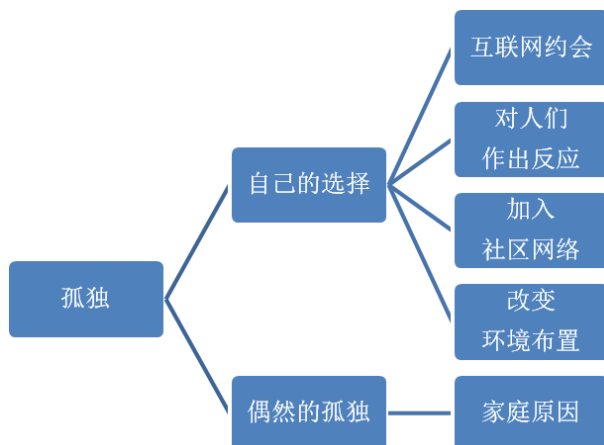 互联网约会
对人们
作出反应
自己的选择
加入
社区网络
孤独
改变
环境布置
偶然的孤独
家庭原因